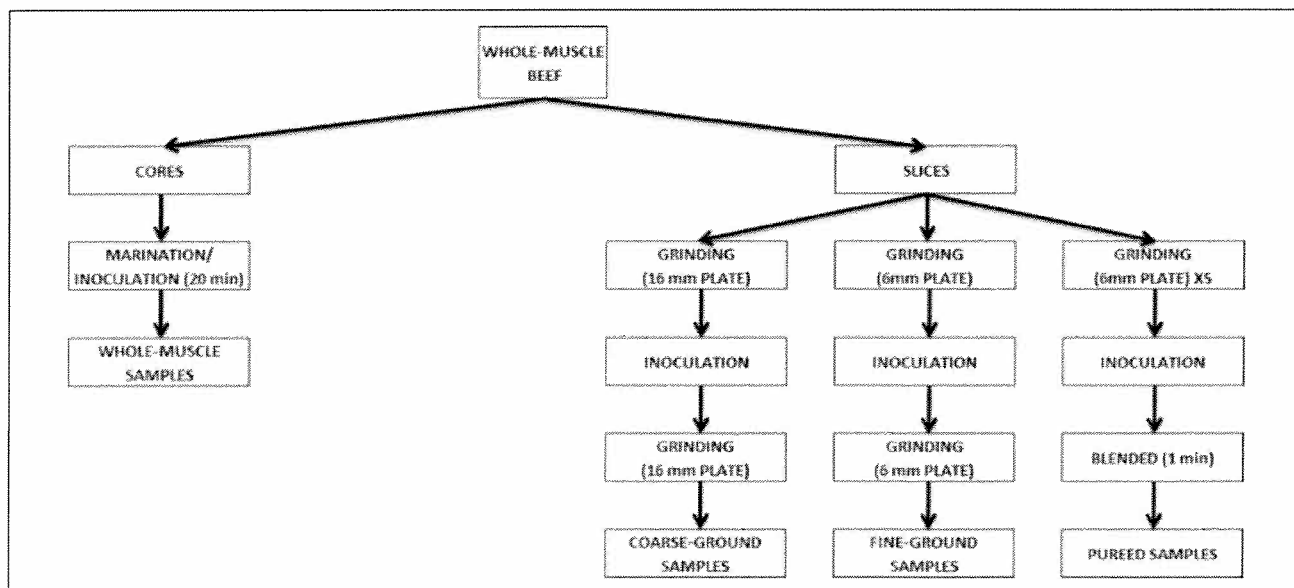 WHOLE-MUSCLE
BEEF
CORES
SLICES
MARINATION/
INOCULATION (20 min)
GRINDING
(16 mm PLATE)
GRINDING
(6mm PLATE)
GRINDING
(6mm PLATE) X5
WHOLE-MUSCLE
SAMPLES
INOCULATION
INOCULATION
INOCULATION
GRINDING
(16 mm PLATE)
GRINDING
(6 mm PLATE)
BLENDED (1 min)
COARSE-GROUND
SAMPLES
FINE-GROUND
SAMPLES
PUREED SAMPLES